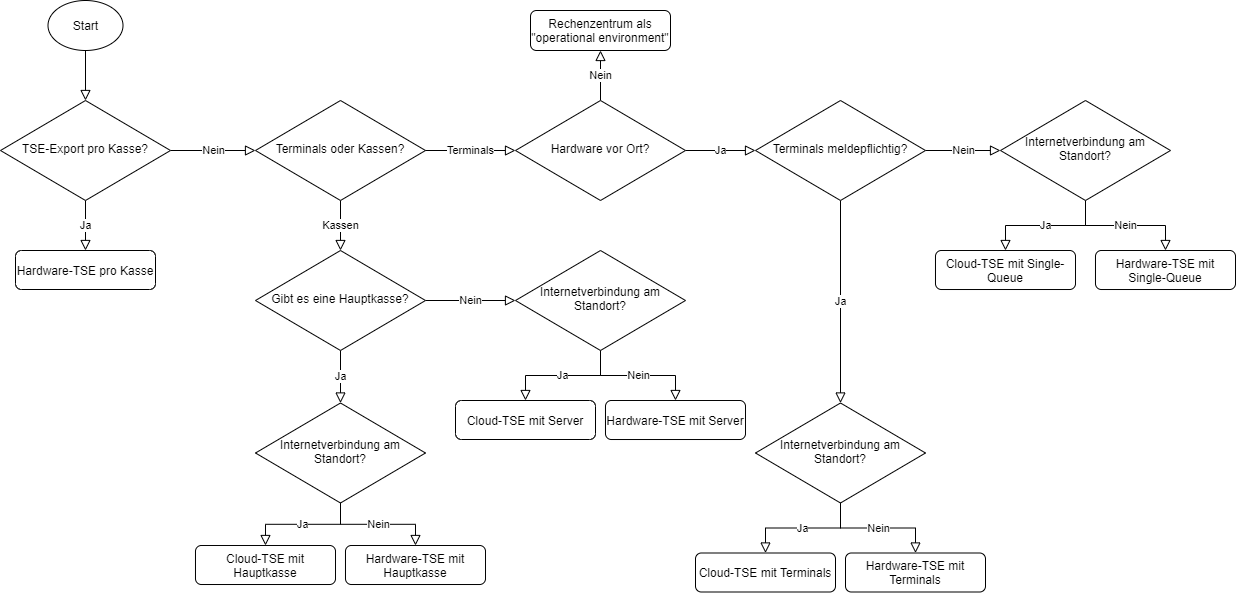 Start
Rechenzentrum als
"operational environment"
Nein
TSE-Export pro Kasse?
Nein
Terminals oder Kassen?
Terminals
Hardware vor Ort?
Ja
Terminals meldepflichtig?
Nein
Internetverbindung am
Standort?
Ja
Kassen
Ja
Nein
Hardware-TSE pro Kasse
Cloud-TSE mit Single-
Queue
Hardware-TSE mit
Single-Queue
Gibt es eine Hauptkasse?
Nein
Internetverbindung am
Standort?
Ja
Ja
Ja
Nein
Cloud-TSE mit Server
Hardware-TSE mit Server
Internetverbindung am
Standort?
Internetverbindung am
Standort?
Ja
Nein
Ja
Nein
Cloud-TSE mit
Hauptkasse
Hardware-TSE mit
Hauptkasse
Cloud-TSE mit Terminals
Hardware-TSE mit
Terminals